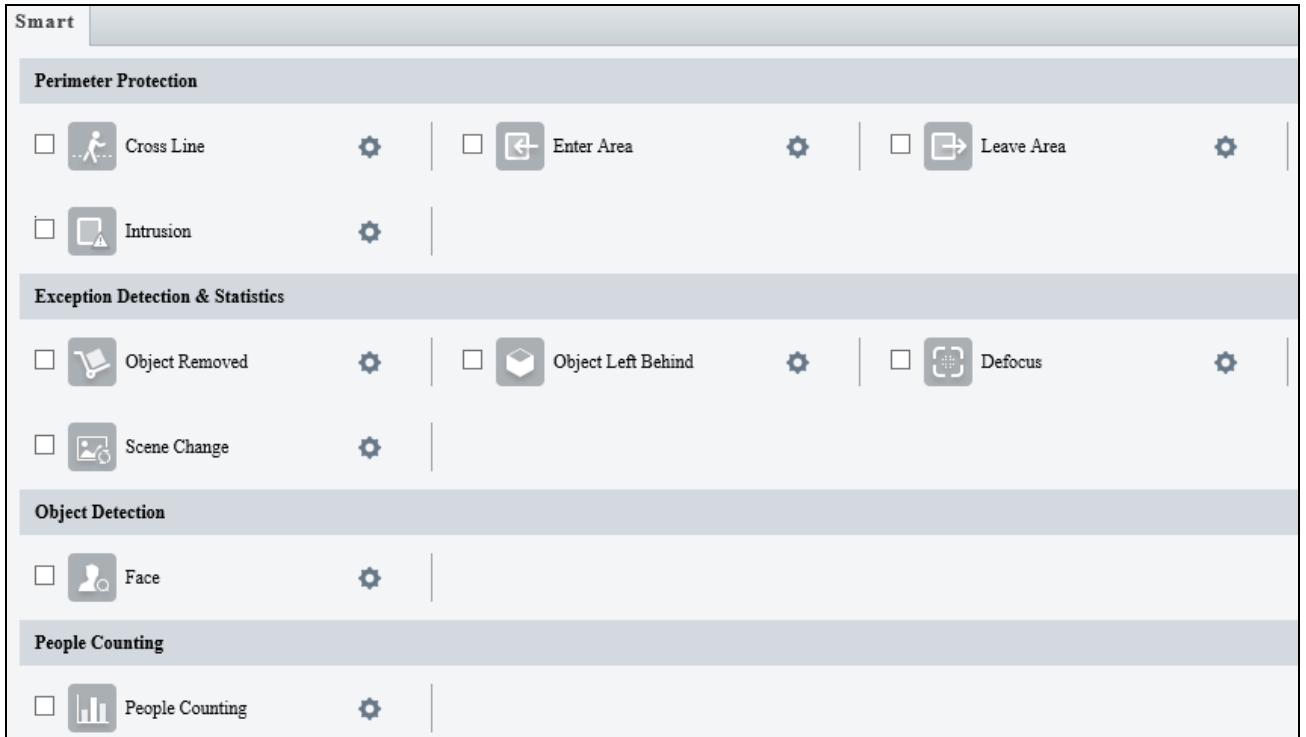 Smart
Perimeter Protection
Cross Line Enter Area Leave Area
Intrusion
Exception Detection & Statistics
Object Removed Object Left Behind Defocus
Scene Change
Object Detection
Face
People Counting
People Counting